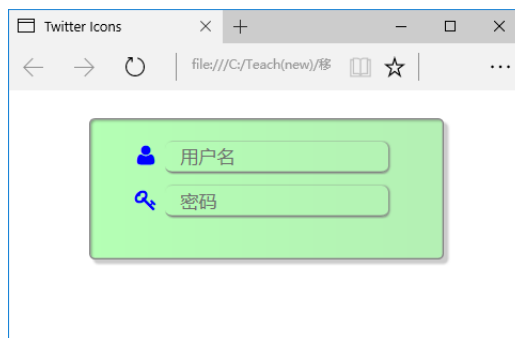 Twitter Icons
file:///C:/Teach(new)/移
用户名
密码